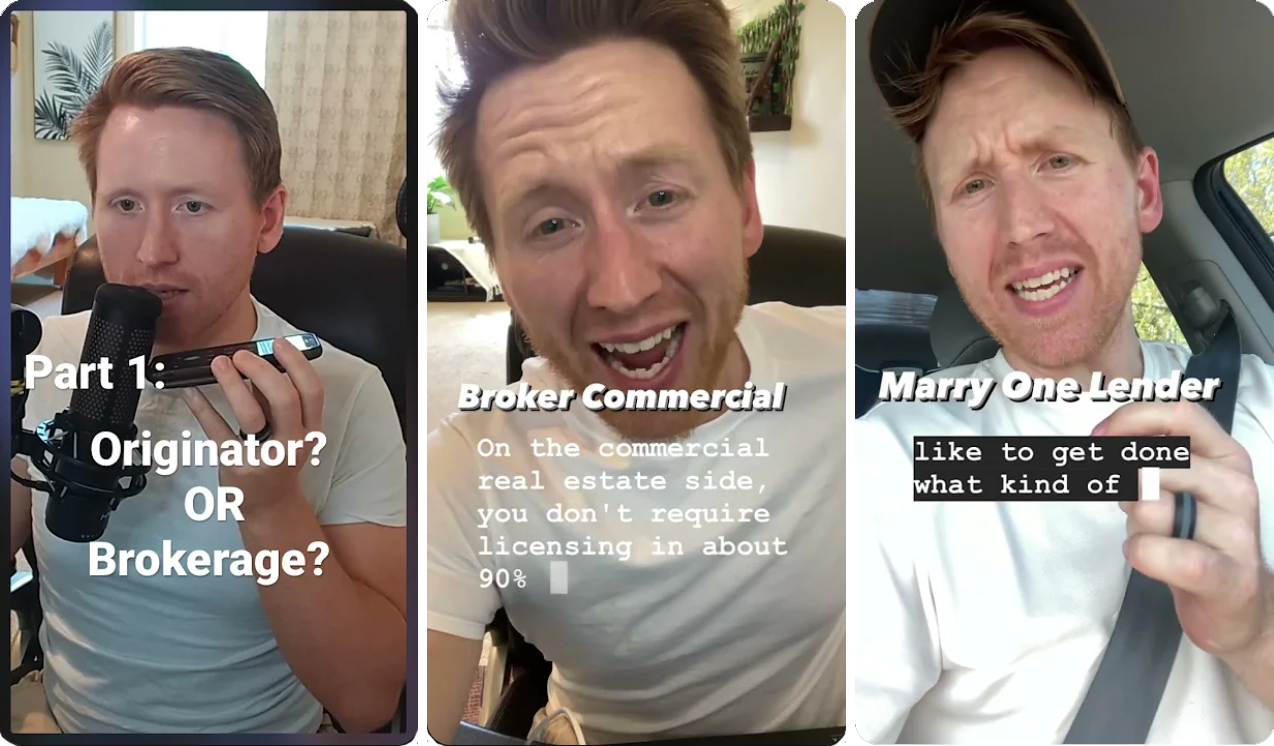 Part 1:
Originator?
OR
Brokerage?
Broker Commercial
On the commercial
real estate side,
you don't require
licensing in about
90%
Marry One Lender
like to get done
what kind of